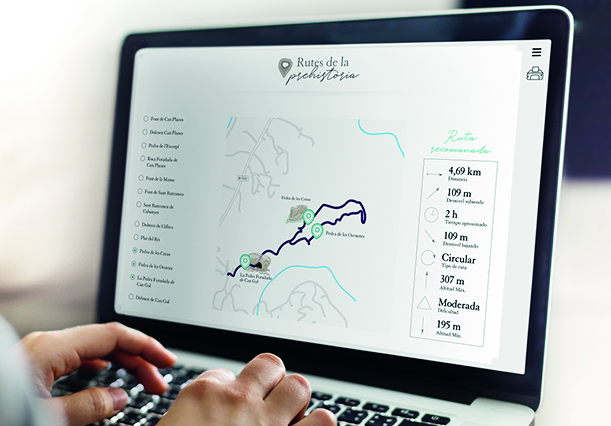 Rutes de la
prehistòria
Font de Can Planes
Dolmen Can Planes
Pedra de l'Escorpí
Roca Foradada de
Can Planes
Font de la Mama
Font de Sant Bartomeu
Sant Bartomeu de
Cabanyes
Dolmen de Céllecs
Plat del Rei
Pedra de les Creus
Pedra de les Orenetes
La Pedra Foradada de
Can Gol
Dolmen de Can Gol
Pedra de les Creus
Pedra de les Orenetes
La Pedra Foradada
de Can Gol
Ruta
recomanada
4,69 km
Distancia
109 m
Desnivel subiendo
2 h
Tiempo aproximado
109 m
Desnivel bajando
Circular
Tipo de ruta
307 m
Altitud Máx.
Moderada
Dificultad
195 m
Altitud Mín.